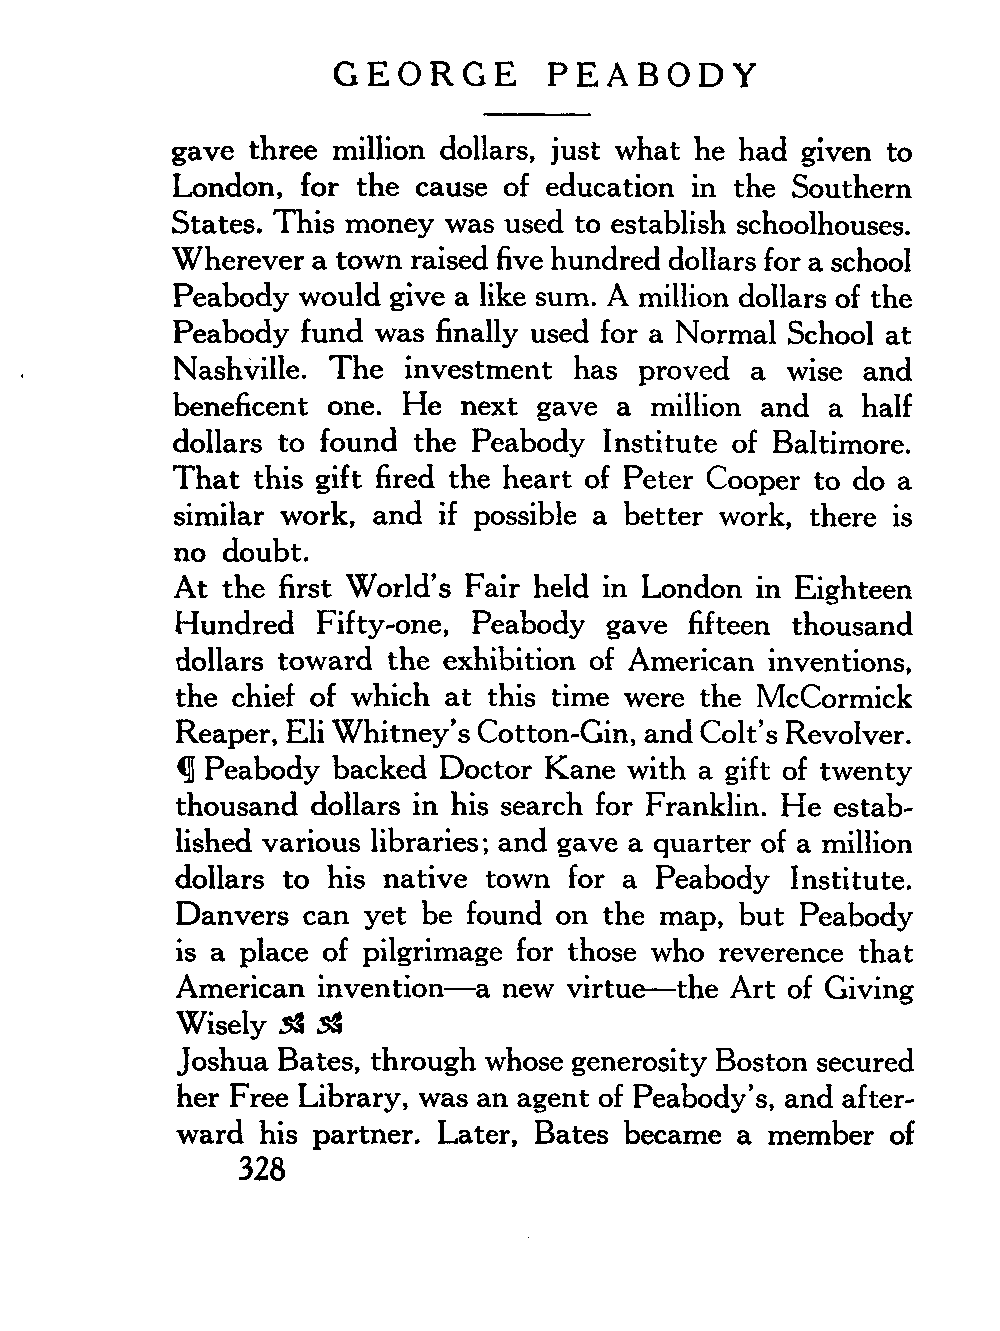 GEORGE PEABODY
gave three million dollars, just what he had given to
London, for the cause of education in the Southern
States. This money was used to establish schoolhouses.
Wherever a town raised five hundred dollars for a school
Peabody would give a like sum. A million dollars of the
Peabody fund was finally used for a Normal School at
Nashville. The investment has proved a wise and
beneficent one. He next gave a million and a half
dollars to found the Peabody Institute of Baltimore.
That this gift fired the heart of Peter Cooper to do a
similar work, and if possible a better work, there is
no doubt.
At the first World's Fair held in London in Eighteen
Hundred Fifty-one, Peabody gave fifteen thousand
dollars toward the exhibition of American inventions,
the chief of which at this time were the McCormick
Reaper, Eli Whitney's Cotton-Gin, and Colt's Revolver.
¶ Peabody backed Doctor Kane with a gift of twenty
thousand dollars in his search for Franklin. He estab-
lished various libraries; and gave a quarter of a million
dollars to his native town for a Peabody Institute.
Danvers can yet be found on the map, but Peabody
is a place of pilgrimage for those who reverence that
American invention—a new virtue—the Art of Giving
Wisely
Joshua Bates, through whose generosity Boston secured
her Free Library, was an agent of Peabody's, and after-
ward his partner. Later, Bates became a member of
328